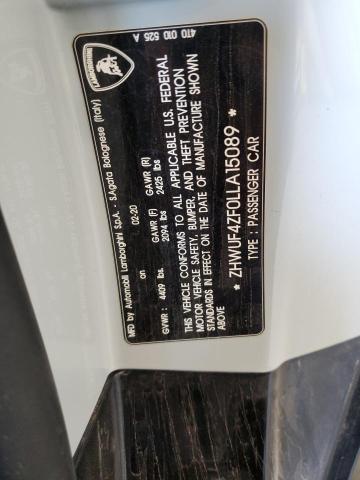 LAMBORGHINI
4T0 010 525 A
MFD by Automobili Lamborghini S.p.A. - S.Agata Bolognese (Italy)
on 02-20
GAWR (F) GAWR (R)
GVWR : 4409 lbs. 2094 lbs 2425 lbs
THIS VEHICLE CONFORMS TO ALL APPLICABLE U.S. FEDERAL
MOTOR VEHICLE SAFETY, BUMPER, AND THEFT PREVENTION
STANDARDS IN EFFECT ON THE DATE OF MANUFACTURE SHOWN
ABOVE
* ZHWUF4ZF0LLA15089 *
TYPE : PASSENGER CAR